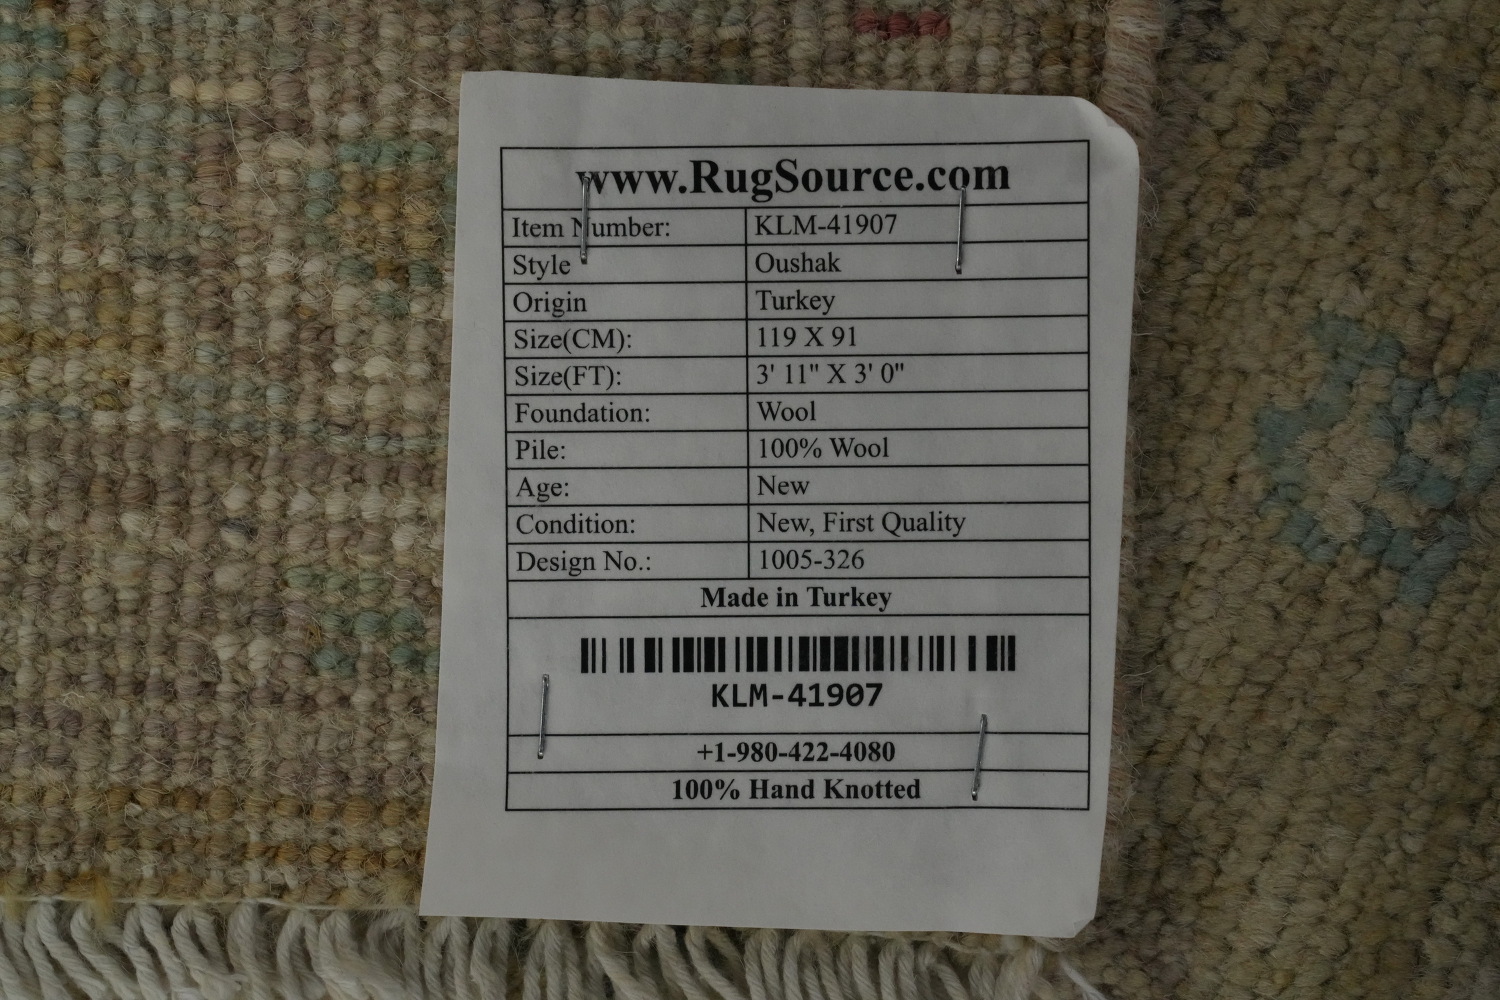 www.RugSource.com
Item Number: KLM-41907
Style Oushak
Origin Turkey
Size(CM): 119 X 91
Size(FT): 3' 11" X 3' 0"
Foundation: Wool
Pile: 100% Wool
Age: New
Condition: New, First Quality
Design No.: 1005-326
Made in Turkey
KLM-41907
+1-980-422-4080
100% Hand Knotted